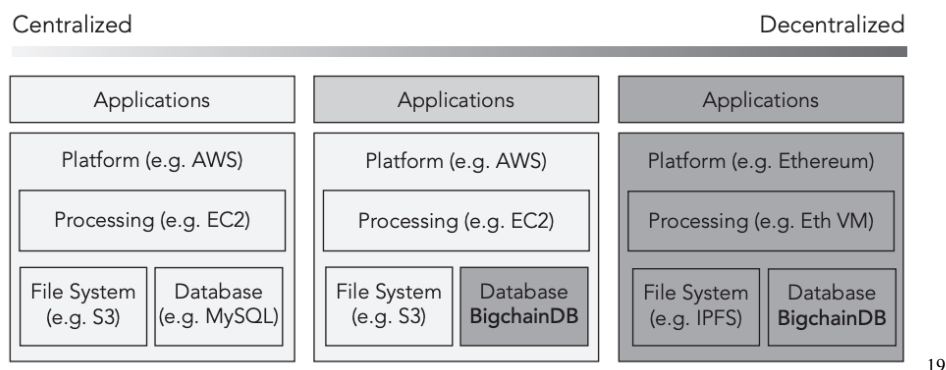 Centralized
Decentralized
Applications
Platform (e.g. AWS)
Processing (e.g. EC2)
File System
(e.g. S3)
Database
(e.g. MySQL)
Applications
Platform (e.g. AWS)
Processing (e.g. EC2)
File System
(e.g. S3)
Database
BigchainDB
Applications
Platform (e.g. Ethereum)
Processing (e.g. Eth VM)
File System
(e.g. IPFS)
Database
BigchainDB
19